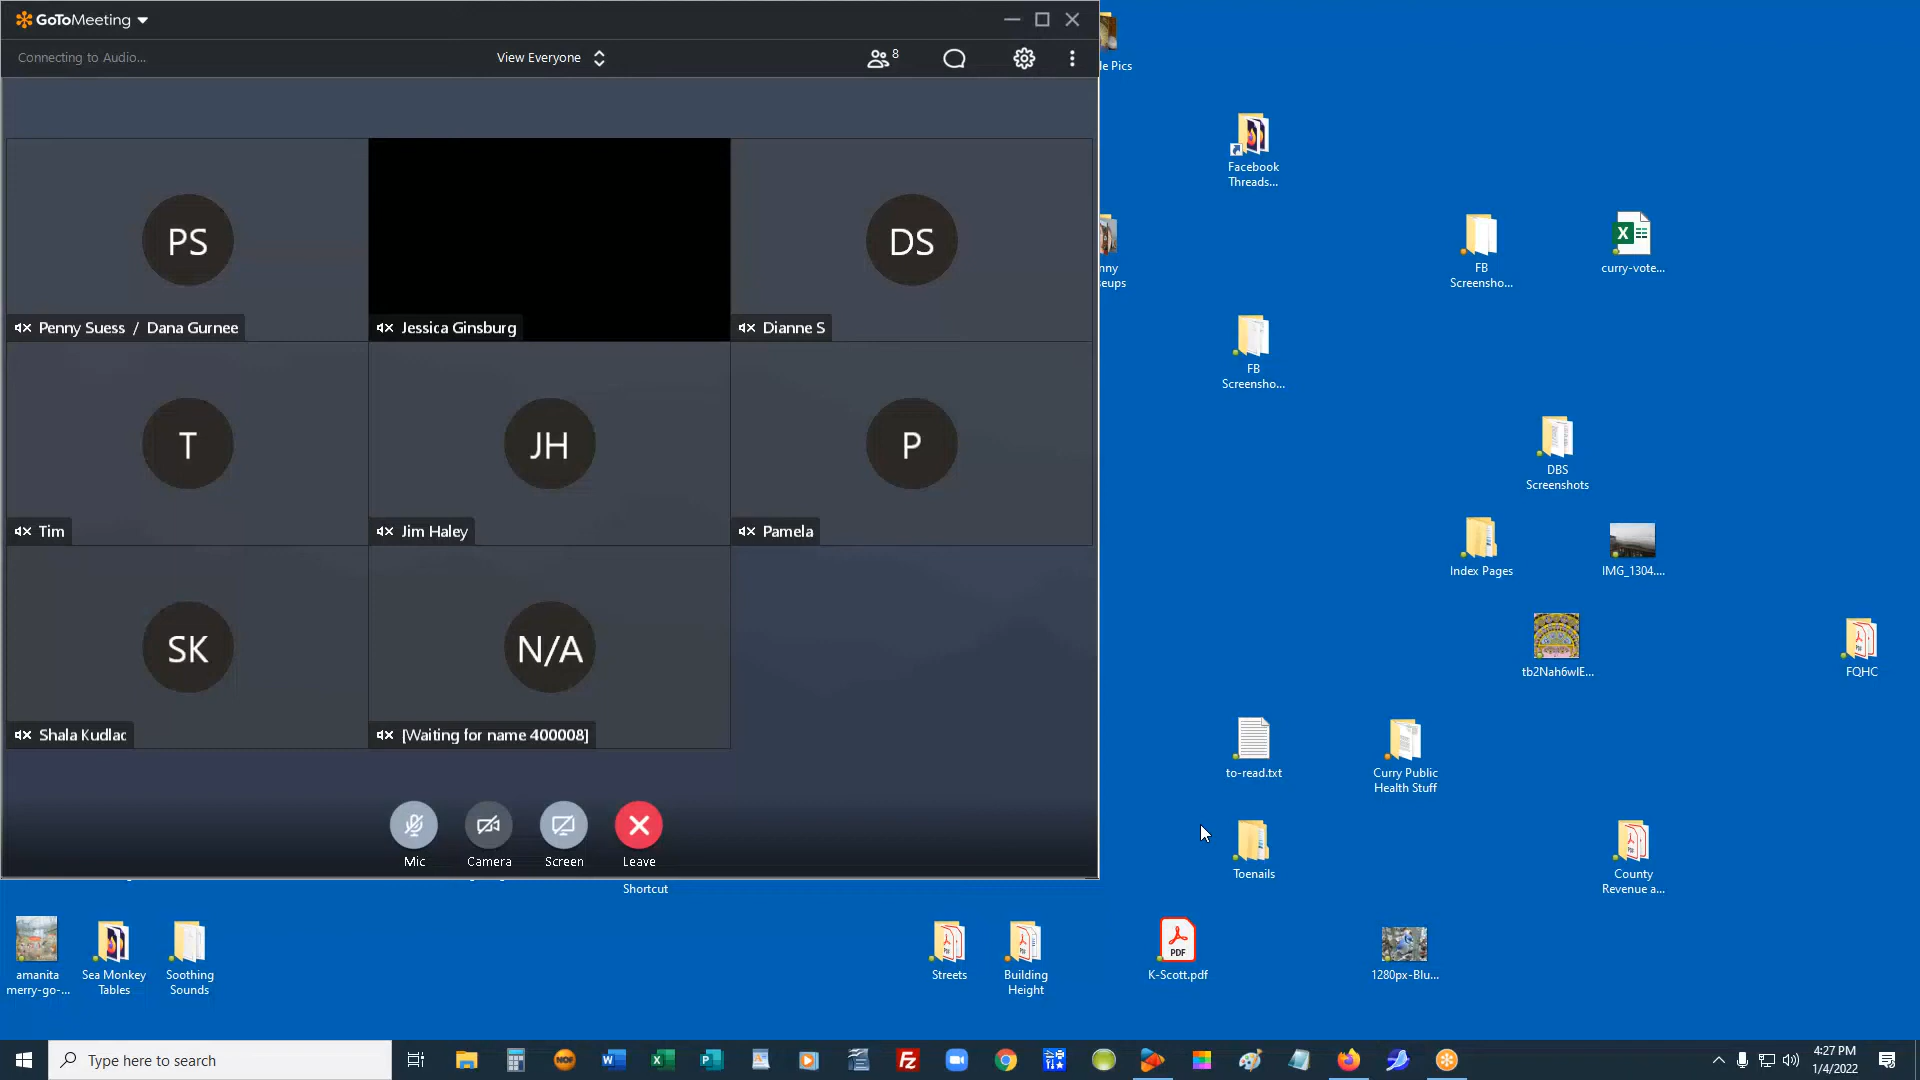 GoToMeeting
Connecting to Audio...
View Everyone
8
PS
DS
Penny Suess / Dana Gurnee
Jessica Ginsburg
Dianne S
T
JH
P
Tim
Jim Haley
Pamela
SK
N/A
Shala Kudlac
[Waiting for name 400008]
Mic
Camera
Screen
Leave
Shortcut
Pics
Facebook
Threads...
FB
Screensho...
curry-vote...
FB
Screensho...
DBS
Screenshots
Index Pages
IMG_1304....
FQHC
to-read.txt
Curry Public
Health Stuff
Toenails
County
Revenue a...
amanita
merry-go-...
Sea Monkey
Tables
Soothing
Sounds
Streets
Building
Height
PDF
K-Scott.pdf
1280px-Blu...
Type here to search
NOF
4:27 PM
1/4/2022